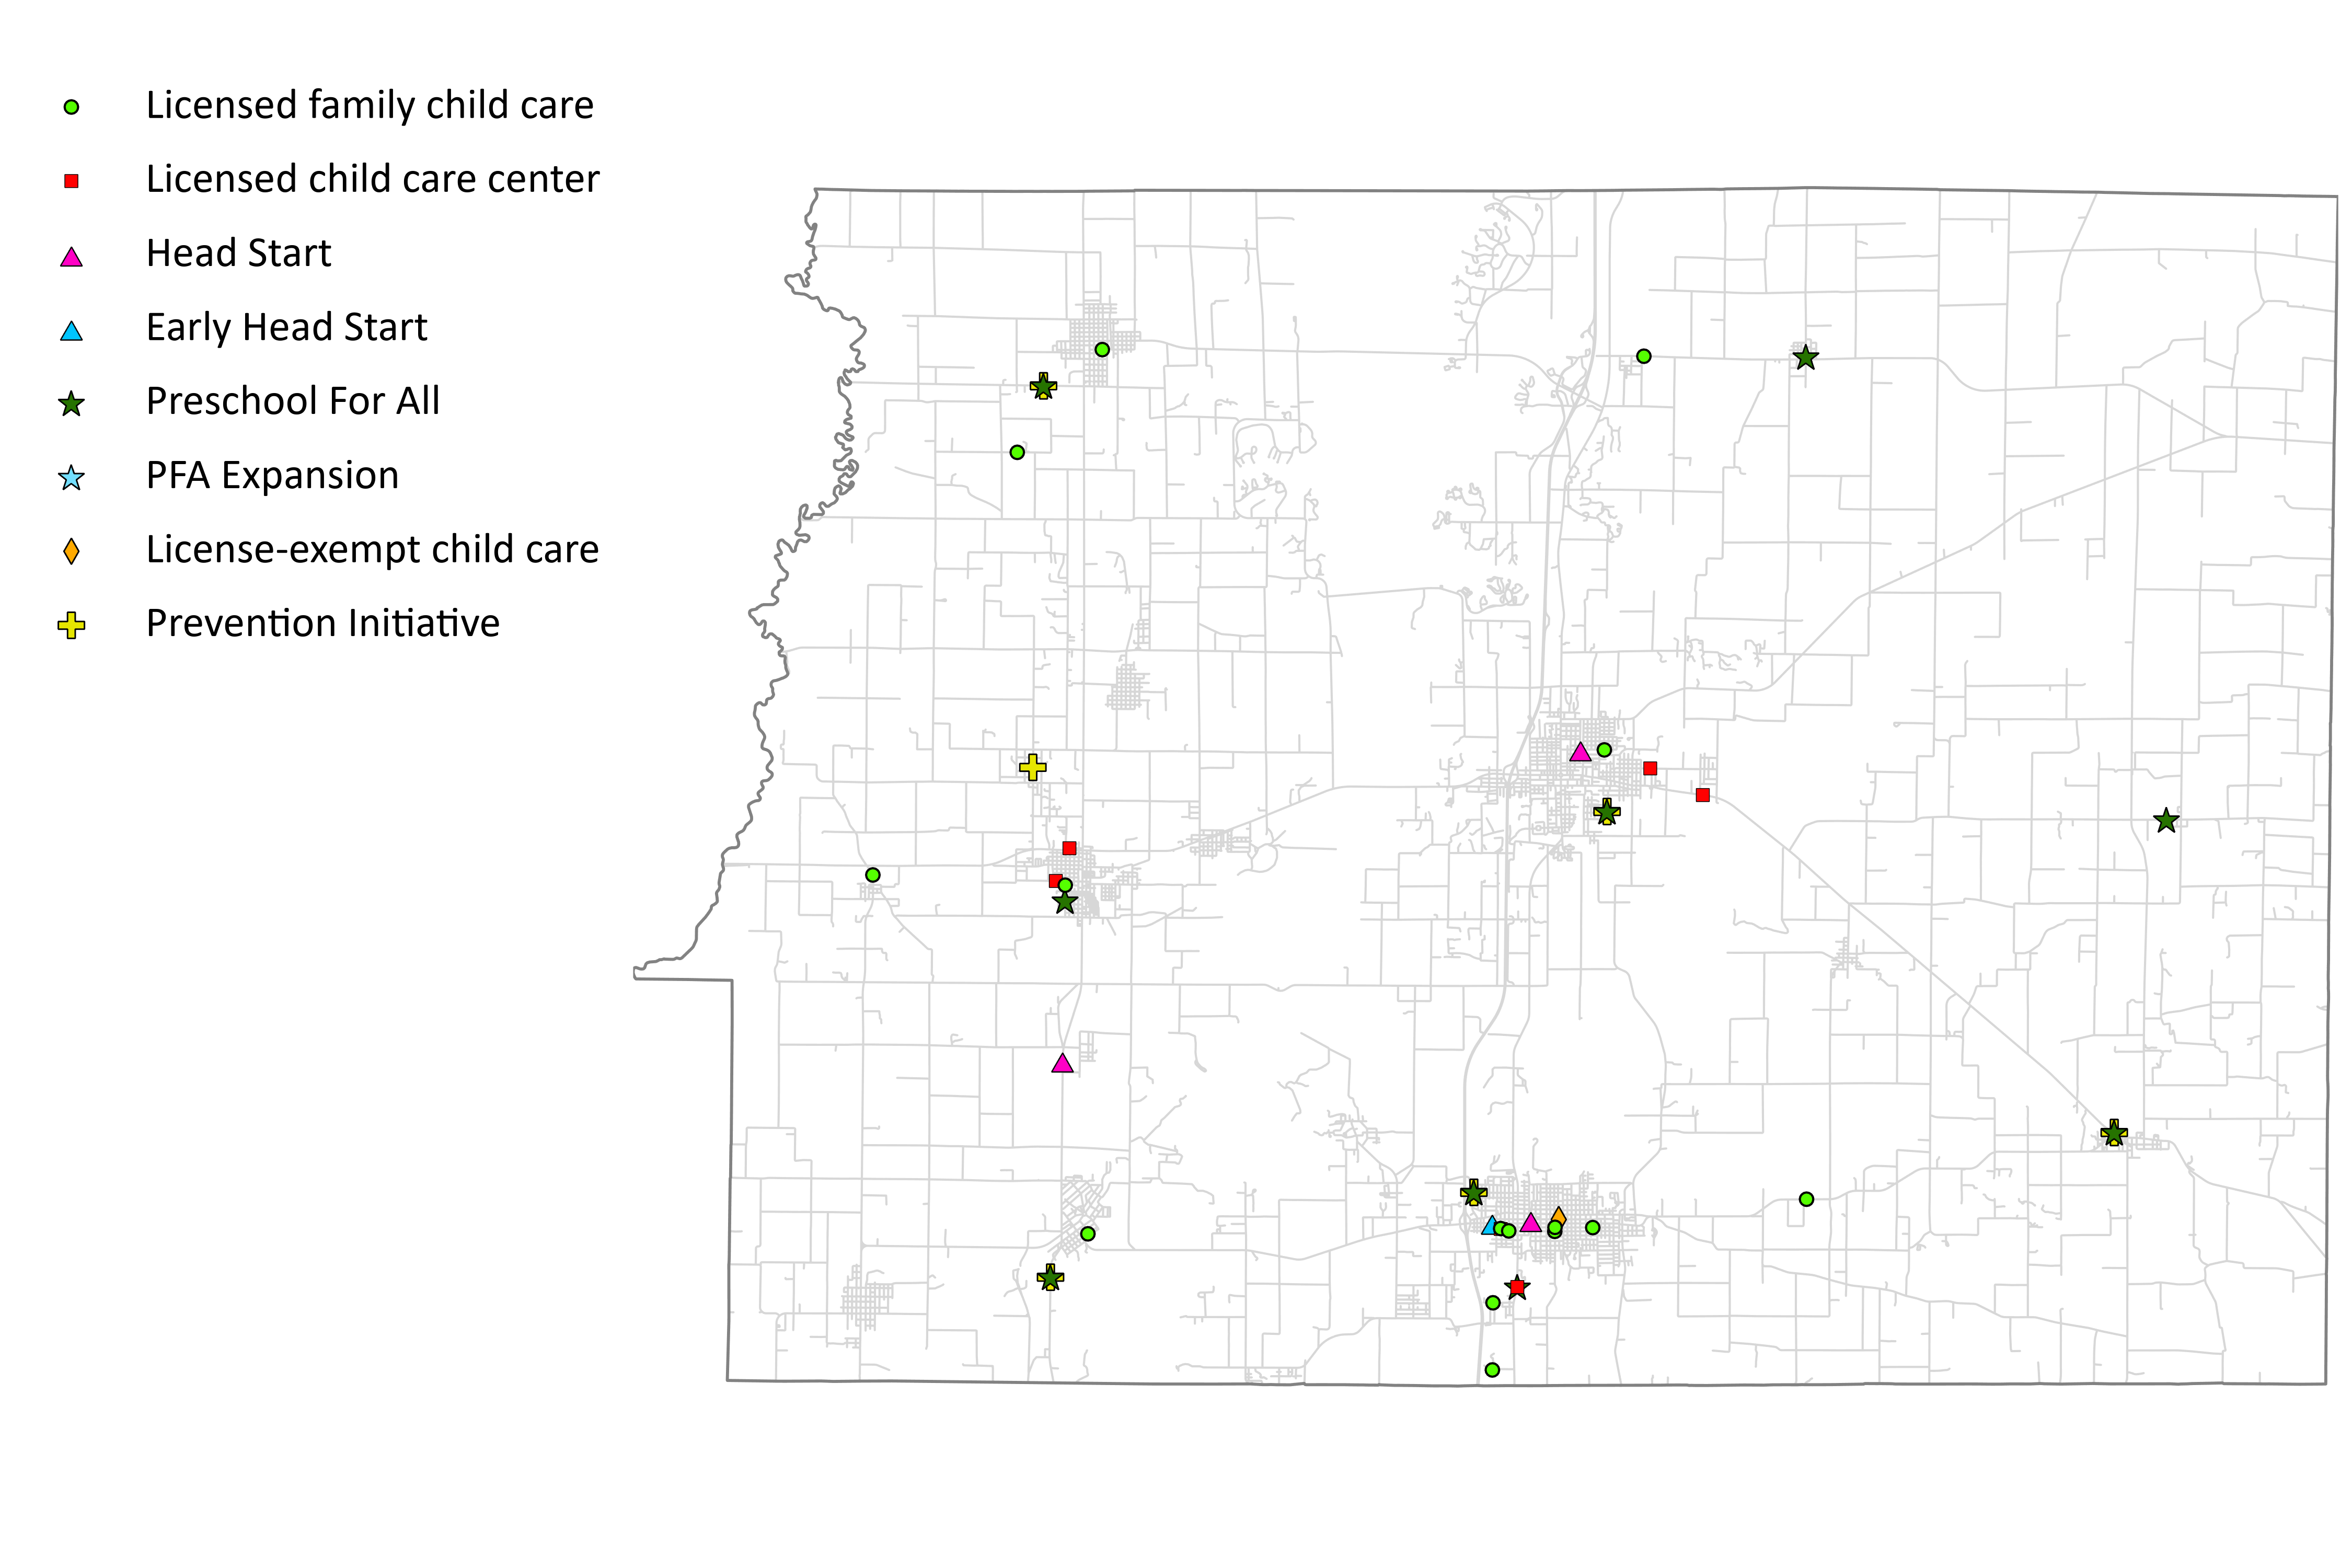 Licensed family child care
Licensed child care center
Head Start
Early Head Start
Preschool For All
PFA Expansion
License-exempt child care
Prevention Initiative